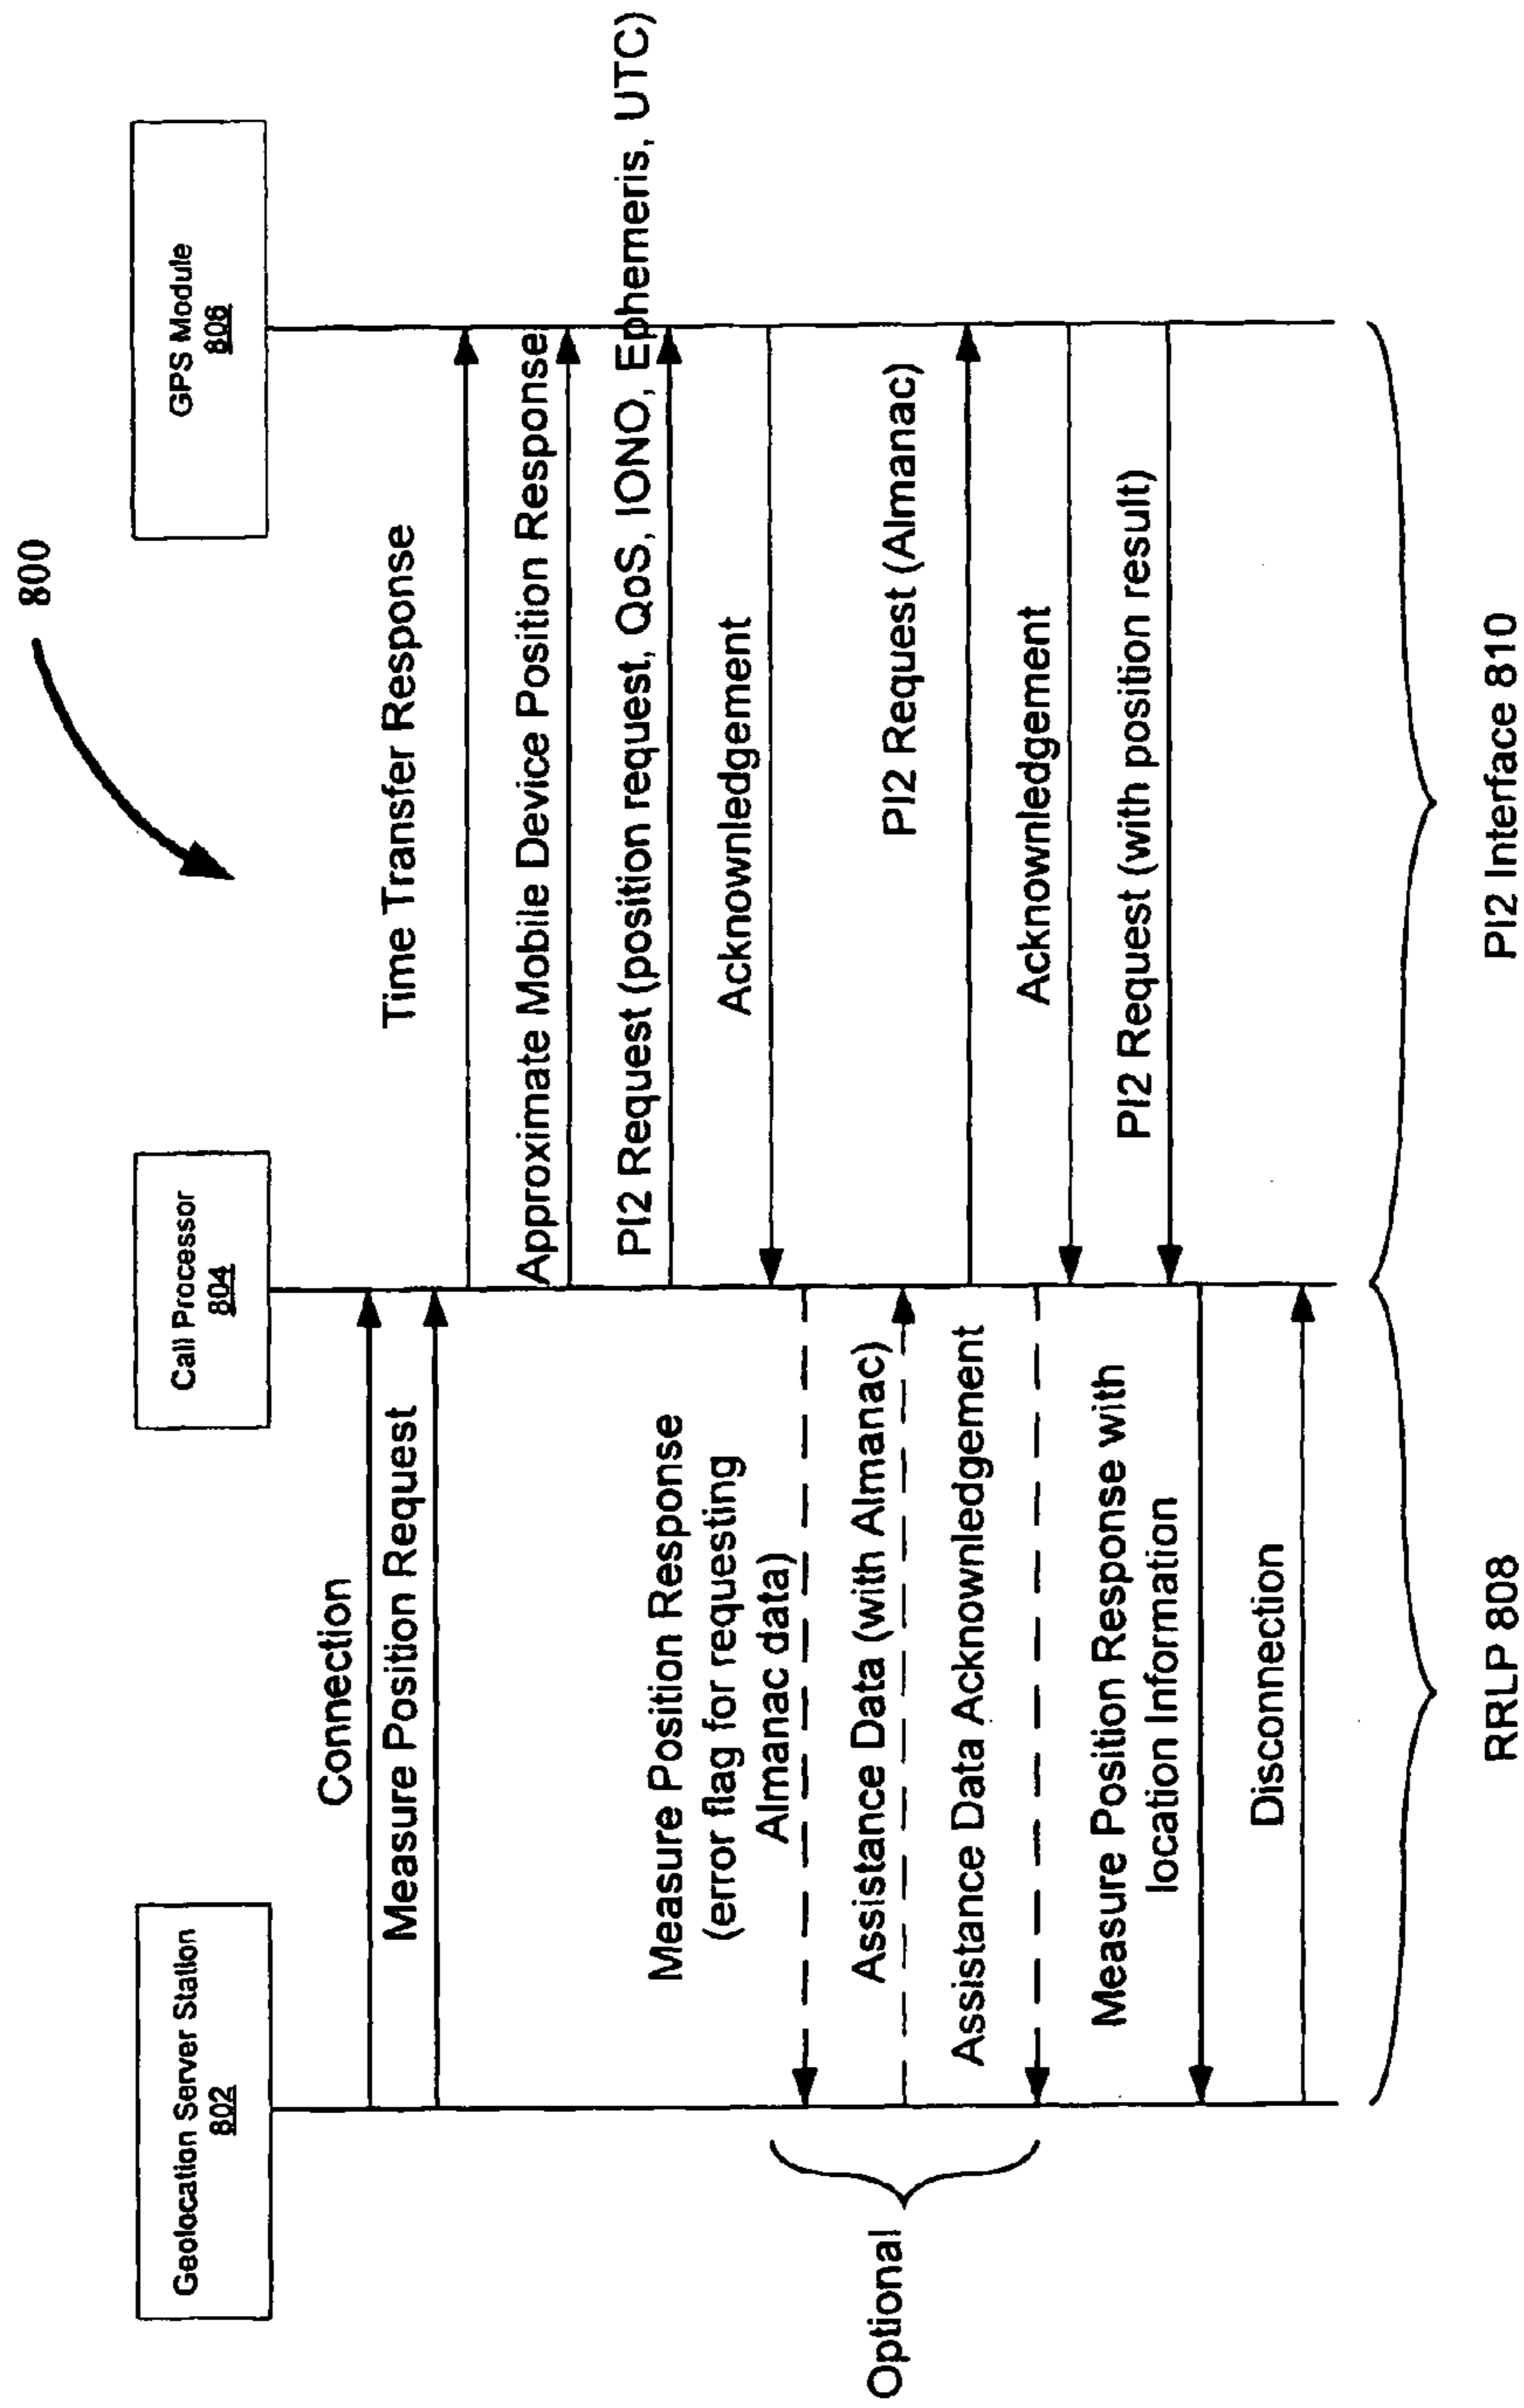 800
Geolocation Server Station
802
Call Processor
804
GPS Module
806
Connection
Measure Position Request
Time Transfer Response
Approximate Mobile Device Position Response
PI2 Request (position request, QoS, IONO, Ephemeris, UTC)
Acknownledgement
Measure Position Response
(error flag for requesting
Almanac data)
Assistance Data (with Almanac)
PI2 Request (Almanac)
Assistance Data Acknownledgement
Acknownledgement
PI2 Request (with position result)
Measure Position Response with
location Information
Disconnection
Optional
RRLP 808
PI2 Interface 810